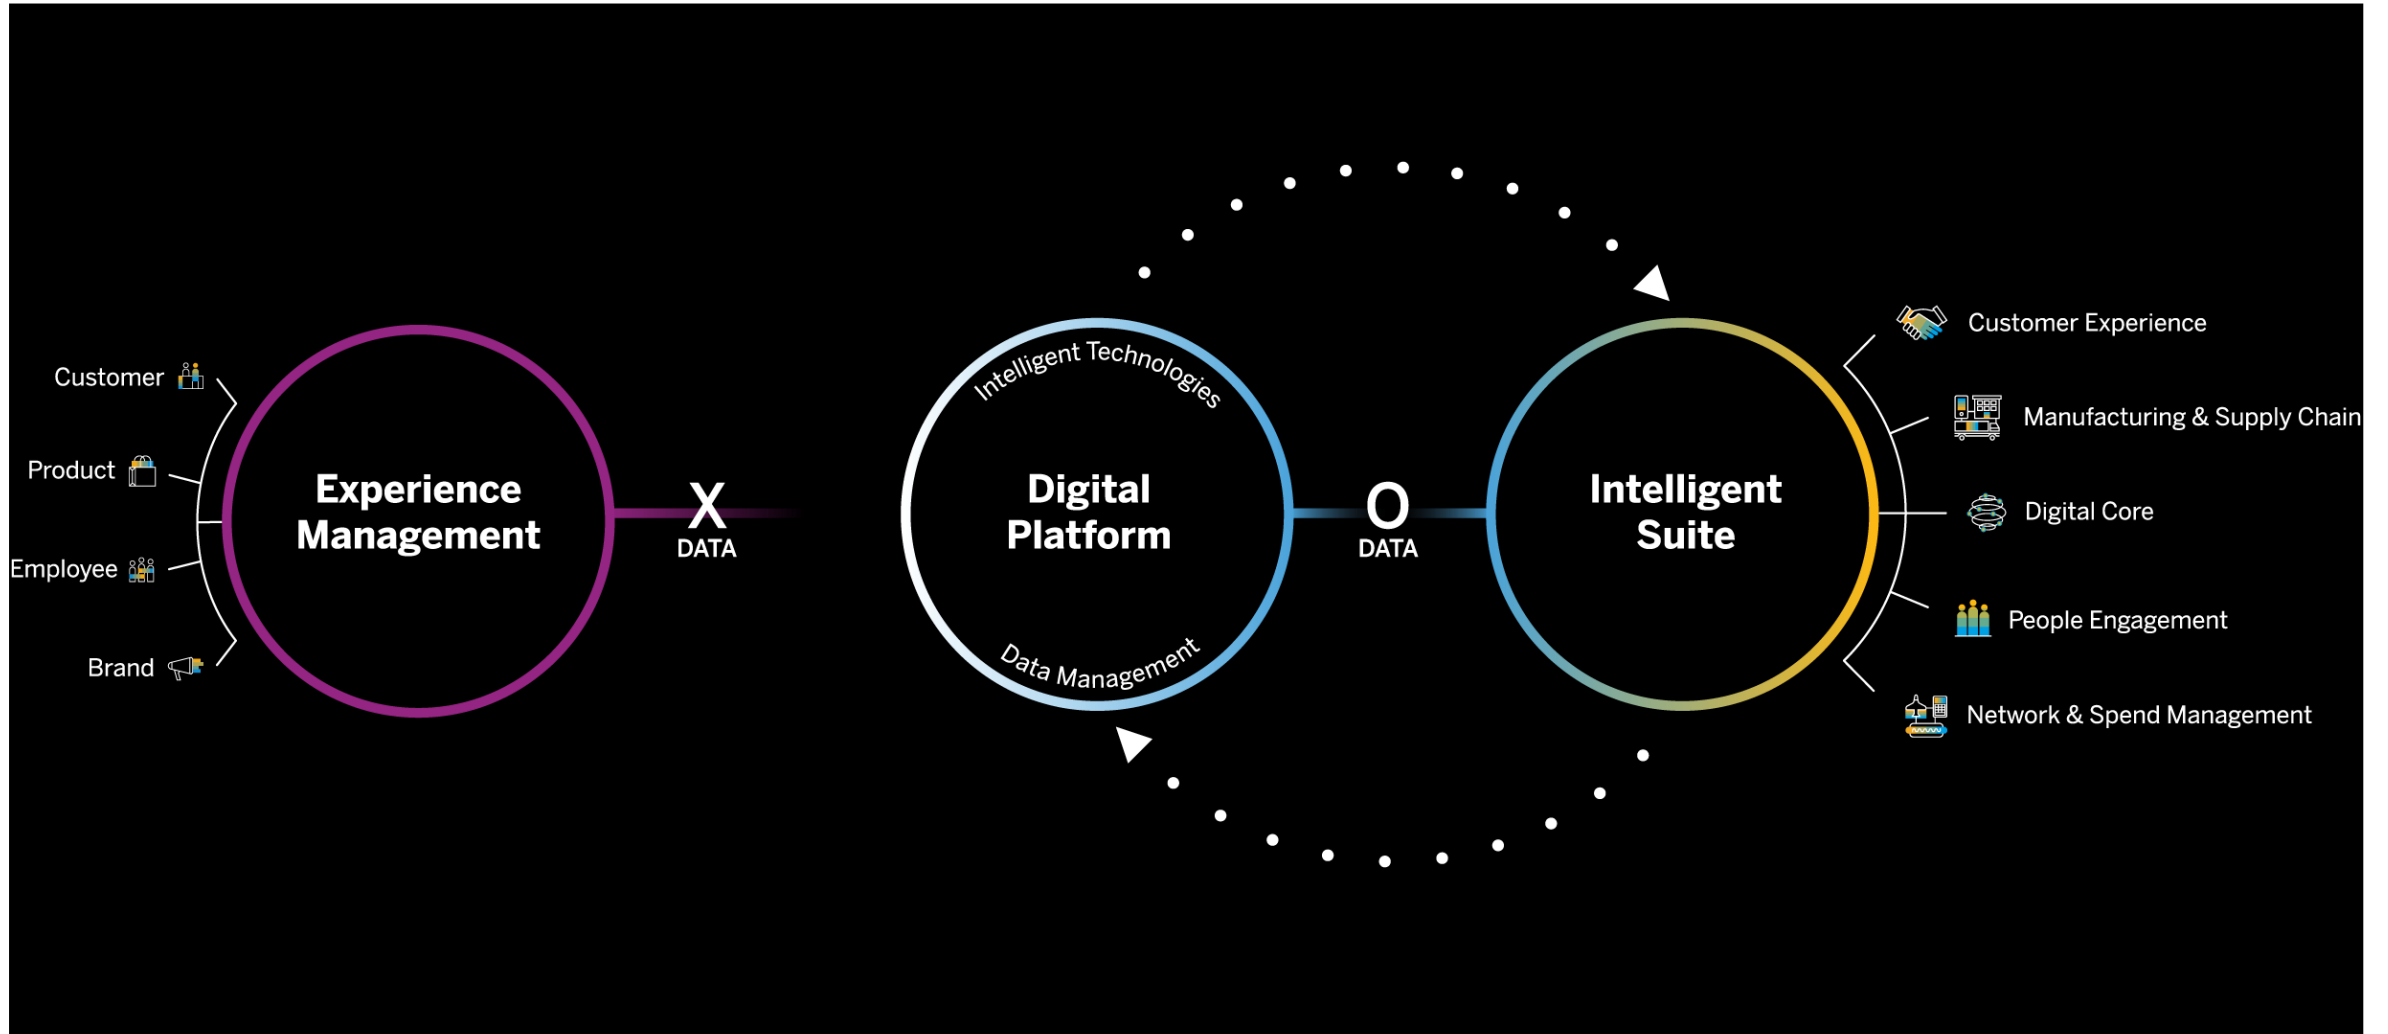 Customer
Product
Employee
Brand
Experience
Management
X
DATA
Intelligent Technologies
Digital
Platform
Data Management
O
DATA
Intelligent
Suite
Customer Experience
Manufacturing & Supply Chain
Digital Core
People Engagement
Network & Spend Management